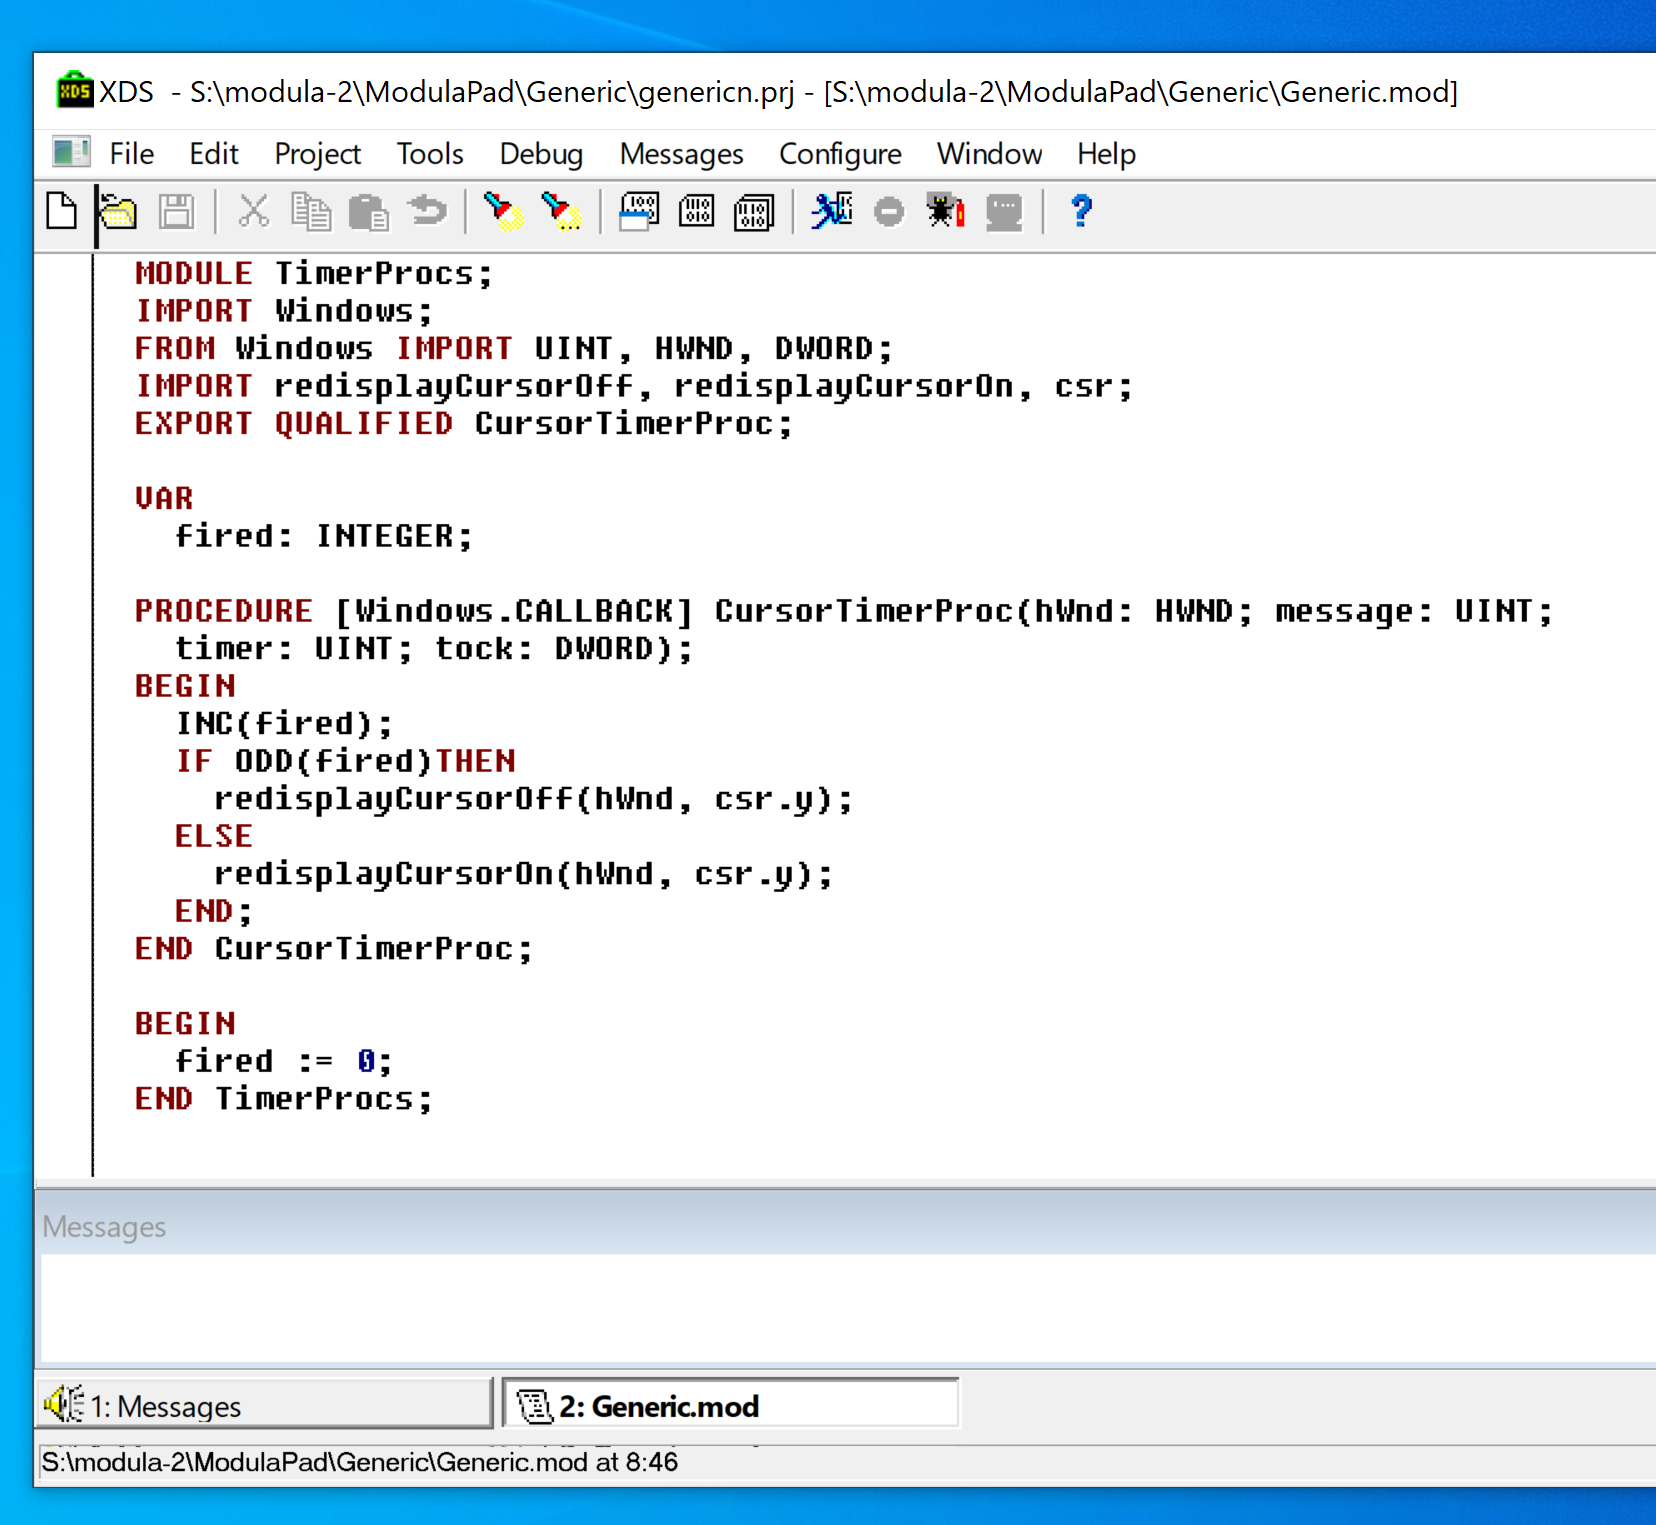 XDS - S:\modula-2\ModulaPad\Generic\genericn.prj - [S:\modula-2\ModulaPad\Generic\Generic.mod]
File Edit Project Tools Debug Messages Configure Window Help
MODULE TimerProcs;
IMPORT Windows;
FROM Windows IMPORT UINT, HWND, DWORD;
IMPORT redisplayCursorOff, redisplayCursorOn, csr;
EXPORT QUALIFIED CursorTimerProc;
VAR
fired: INTEGER;
PROCEDURE [Windows.CALLBACK] CursorTimerProc(hWnd: HWND; message: UINT;
timer: UINT; tock: DWORD);
BEGIN
INC(fired);
IF ODD(fired)THEN
redisplayCursorOff(hWnd, csr.y);
ELSE
redisplayCursorOn(hWnd, csr.y);
END;
END CursorTimerProc;
BEGIN
fired := 0;
END TimerProcs;
Messages
1: Messages 2: Generic.mod
S:\modula-2\ModulaPad\Generic\Generic.mod at 8:46